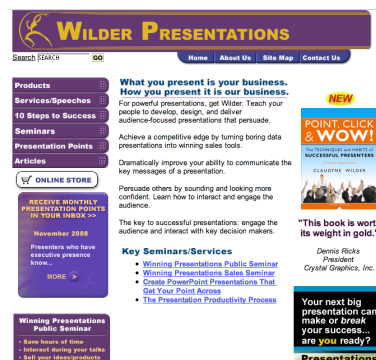 WILDER PRESENTATIONS
Search SEARCH GO
Home About Us Site Map Contact Us
Products
Services/Speeches
10 Steps to Success
Seminars
Presentation Points
Articles
ONLINE STORE
RECEIVE MONTHLY
PRESENTATION POINTS
IN YOUR INBOX >>
November 2008
Presenters who have
executive presence
know...
MORE >
Winning Presentations
Public Seminar
• Save hours of time
• Interact during your talks
• Sell your ideas/products
What you present is your business.
How you present it is our business.
For powerful presentations, get Wilder. Teach your
people to develop, design, and deliver
audience-focused presentations that persuade.
Achieve a competitive edge by turning boring data
presentations into winning sales tools.
Dramatically improve your ability to communicate the
key messages of a presentation.
Persuade others by sounding and looking more
confident. Learn how to interact and engage the
audience.
The key to successful presentations: engage the
audience and interact with key decision makers.
Key Seminars/Services
• Winning Presentations Public Seminar
• Winning Presentations Sales Seminar
• Create PowerPoint Presentations That
Get Your Point Across
• The Presentation Productivity Process
NEW
POINT, CLICK
& WOW!
The TECHNIQUES and HABITS of
SUCCESSFUL PRESENTERS
CLAUDYNE WILDER
"This book is wort
its weight in gold."
Dennis Ricks
President
Crystal Graphics, Inc.
Your next big
presentation can
make or break
your success...
are you ready?
Presentations